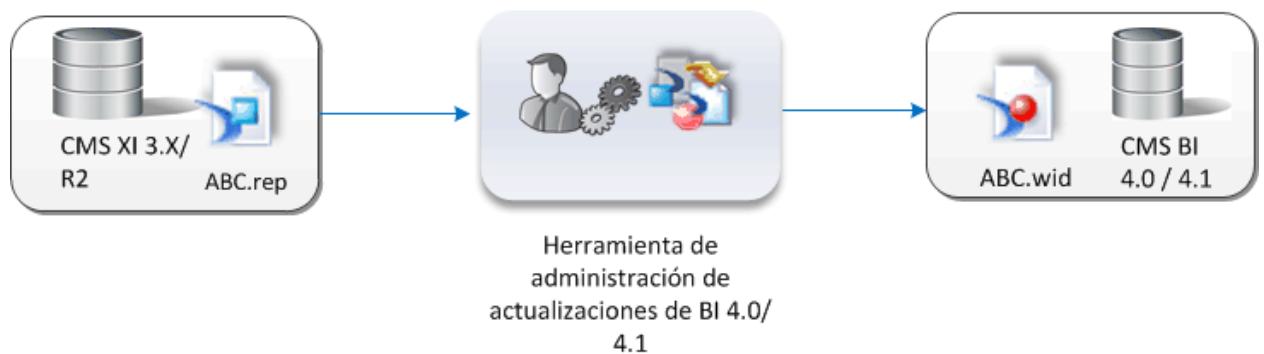 CMS XI 3.X/
R2
ABC.rep
Herramienta de
administración de
actualizaciones de BI 4.0/
4.1
ABC.wid
CMS BI
4.0 / 4.1